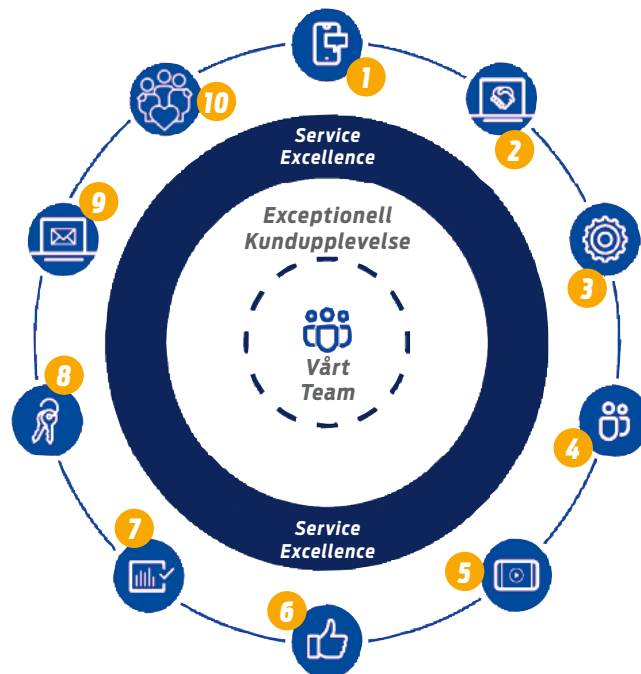 1
2
3
4
5
6
7
8
9
10
Service
Excellence
Exceptionell
Kundupplevelse
Vårt
Team
Service
Excellence